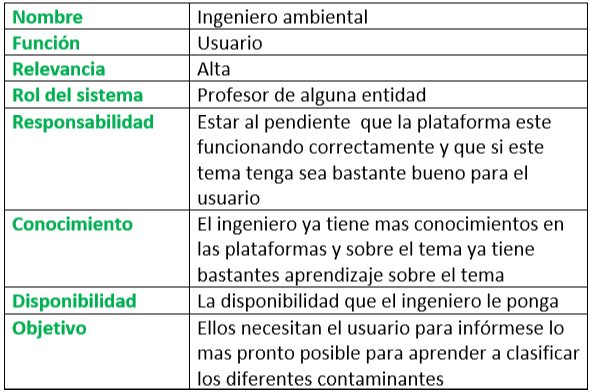 Nombre Ingeniero ambiental
Función Usuario
Relevancia Alta
Rol del sistema Profesor de alguna entidad
Responsabilidad Estar al pendiente  que la plataforma este
funcionando correctamente y que si este
tema tenga sea bastante bueno para el
usuario
Conocimiento El ingeniero ya tiene mas conocimientos en
las plataformas y sobre el tema ya tiene
bastantes aprendizaje sobre el tema
Disponibilidad La disponibilidad que el ingeniero le ponga
Objetivo Ellos necesitan el usuario para infórmese lo
mas pronto posible para aprender a clasificar
los diferentes contaminantes